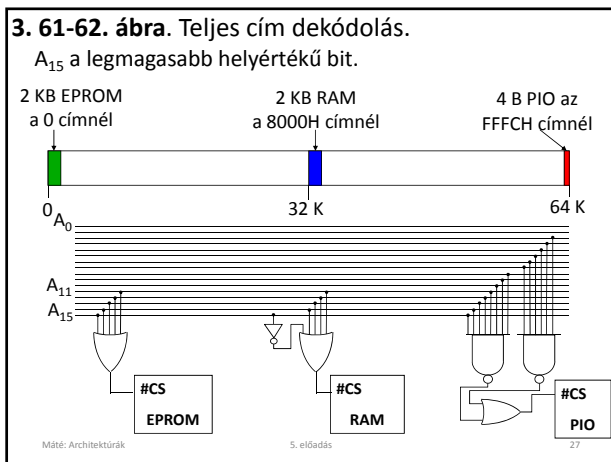 3. 61-62. ábra. Teljes cím dekódolás.
A15 a legmagasabb helyértékű bit.
2 KB EPROM
a 0 címnél
2 KB RAM
a 8000H címnél
4 B PIO az
FFFCH címnél
0
32 K
64 K
A0
A11
A15
#CS
EPROM
#CS
RAM
#CS
PIO
Máté: Architektúrák
5. előadás
27